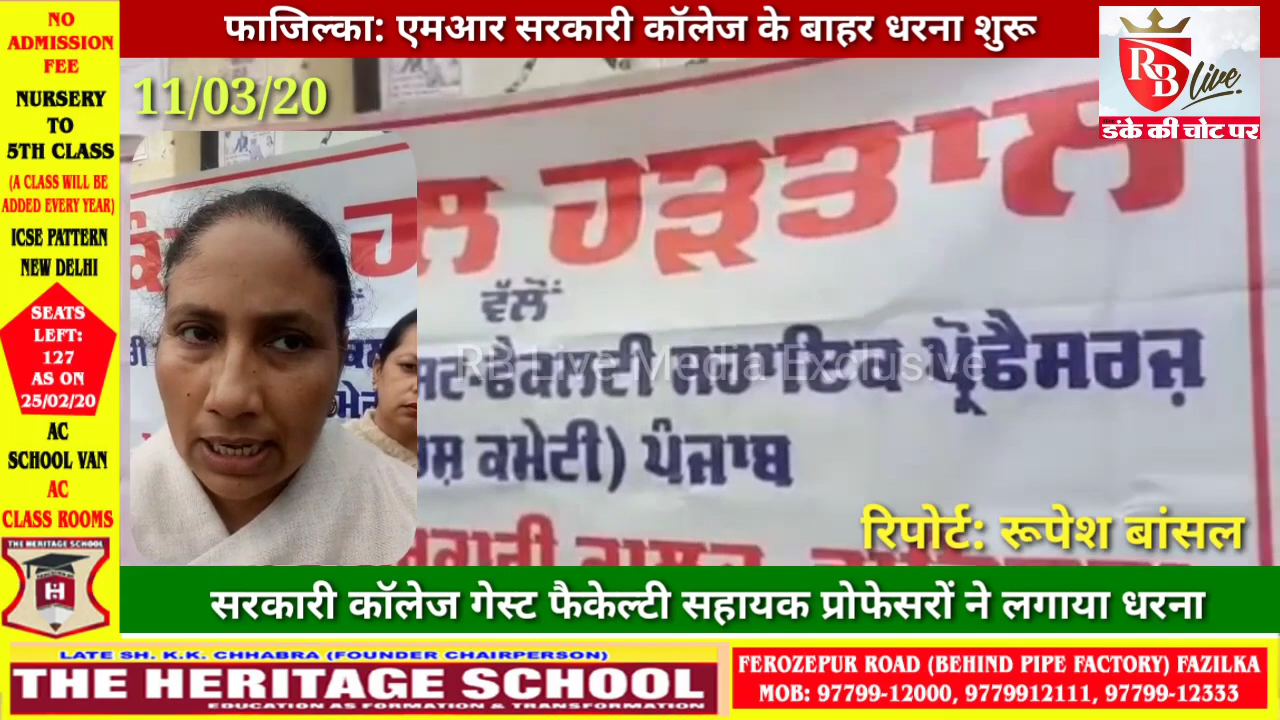 फाजिल्का: एमआर सरकारी कॉलेज के बाहर धरना शुरू
NO
ADMISSION
FEE
NURSERY
TO
5TH CLASS
(A CLASS WILL BE
ADDED EVERY YEAR)
ICSE PATTERN
NEW DELHI
SEATS
LEFT:
127
AS ON
25/02/20
AC
SCHOOL VAN
AC
CLASS ROOMS
THE HERITAGE SCHOOL
H
11/03/20
RB
Live.
डंके की चोट पर
ਹੜਤਾਲ
ਵੱਲੋਂ
ਸਹਾਇਕ ਪ੍ਰੋਫੈਸਰਜ਼
RB Live Media Exclusive
ਕਮੇਟੀ) ਪੰਜਾਬ
रिपोर्ट: रूपेश बांसल
सरकारी कॉलेज गेस्ट फैकेल्टी सहायक प्रोफेसरों ने लगाया धरना
LATE SH. K.K. CHHABRA (FOUNDER CHAIRPERSON)
THE HERITAGE SCHOOL
EDUCATION AS FORMATION & TRANSFORMATION
FEROZEPUR ROAD (BEHIND PIPE FACTORY) FAZILKA
MOB: 97799-12000, 9779912111, 97799-12333